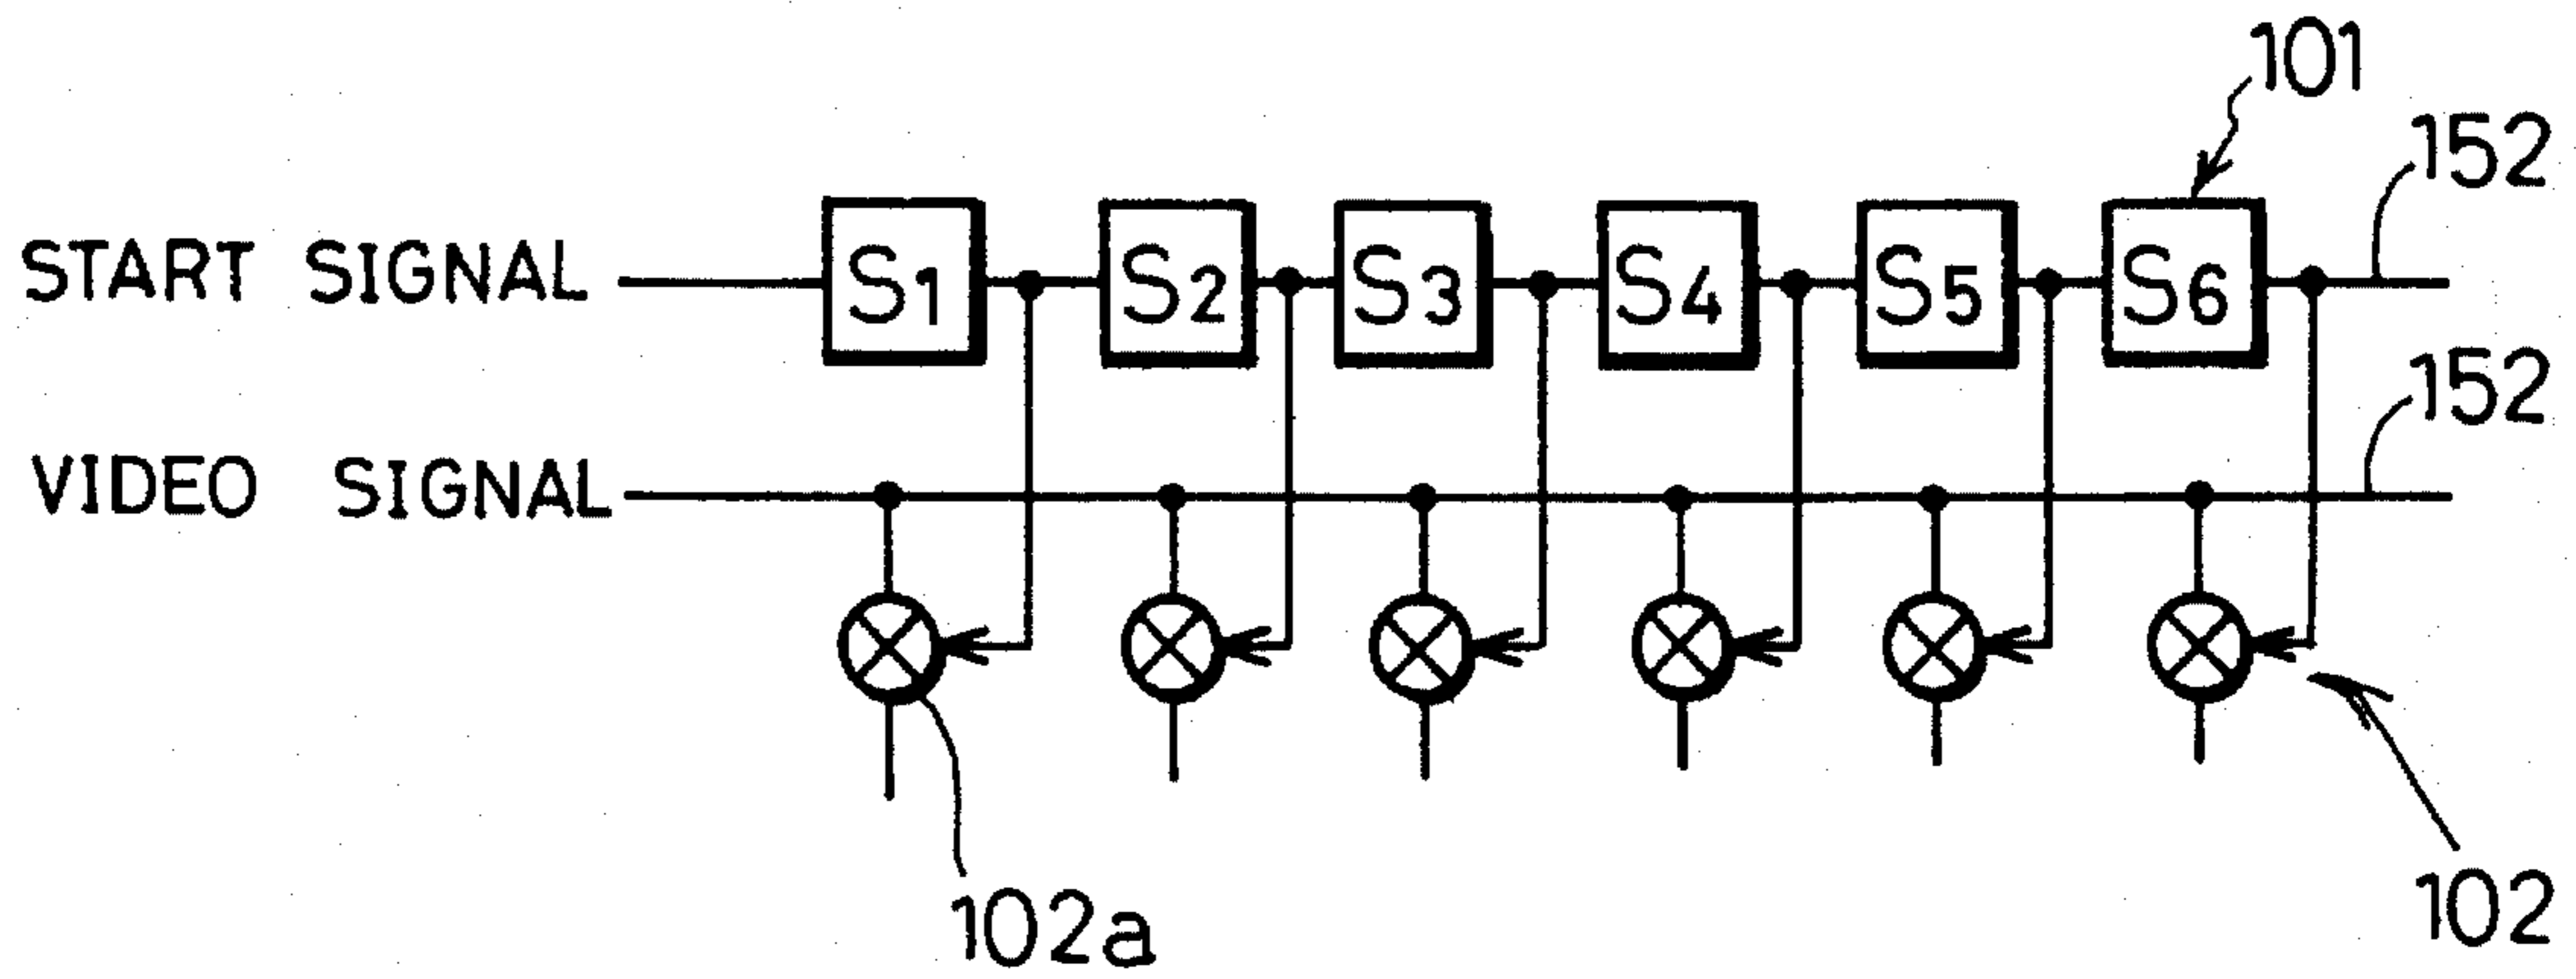 101
152
START SIGNAL S1 S2 S3 S4 S5 S6
152
VIDEO SIGNAL
102a
102